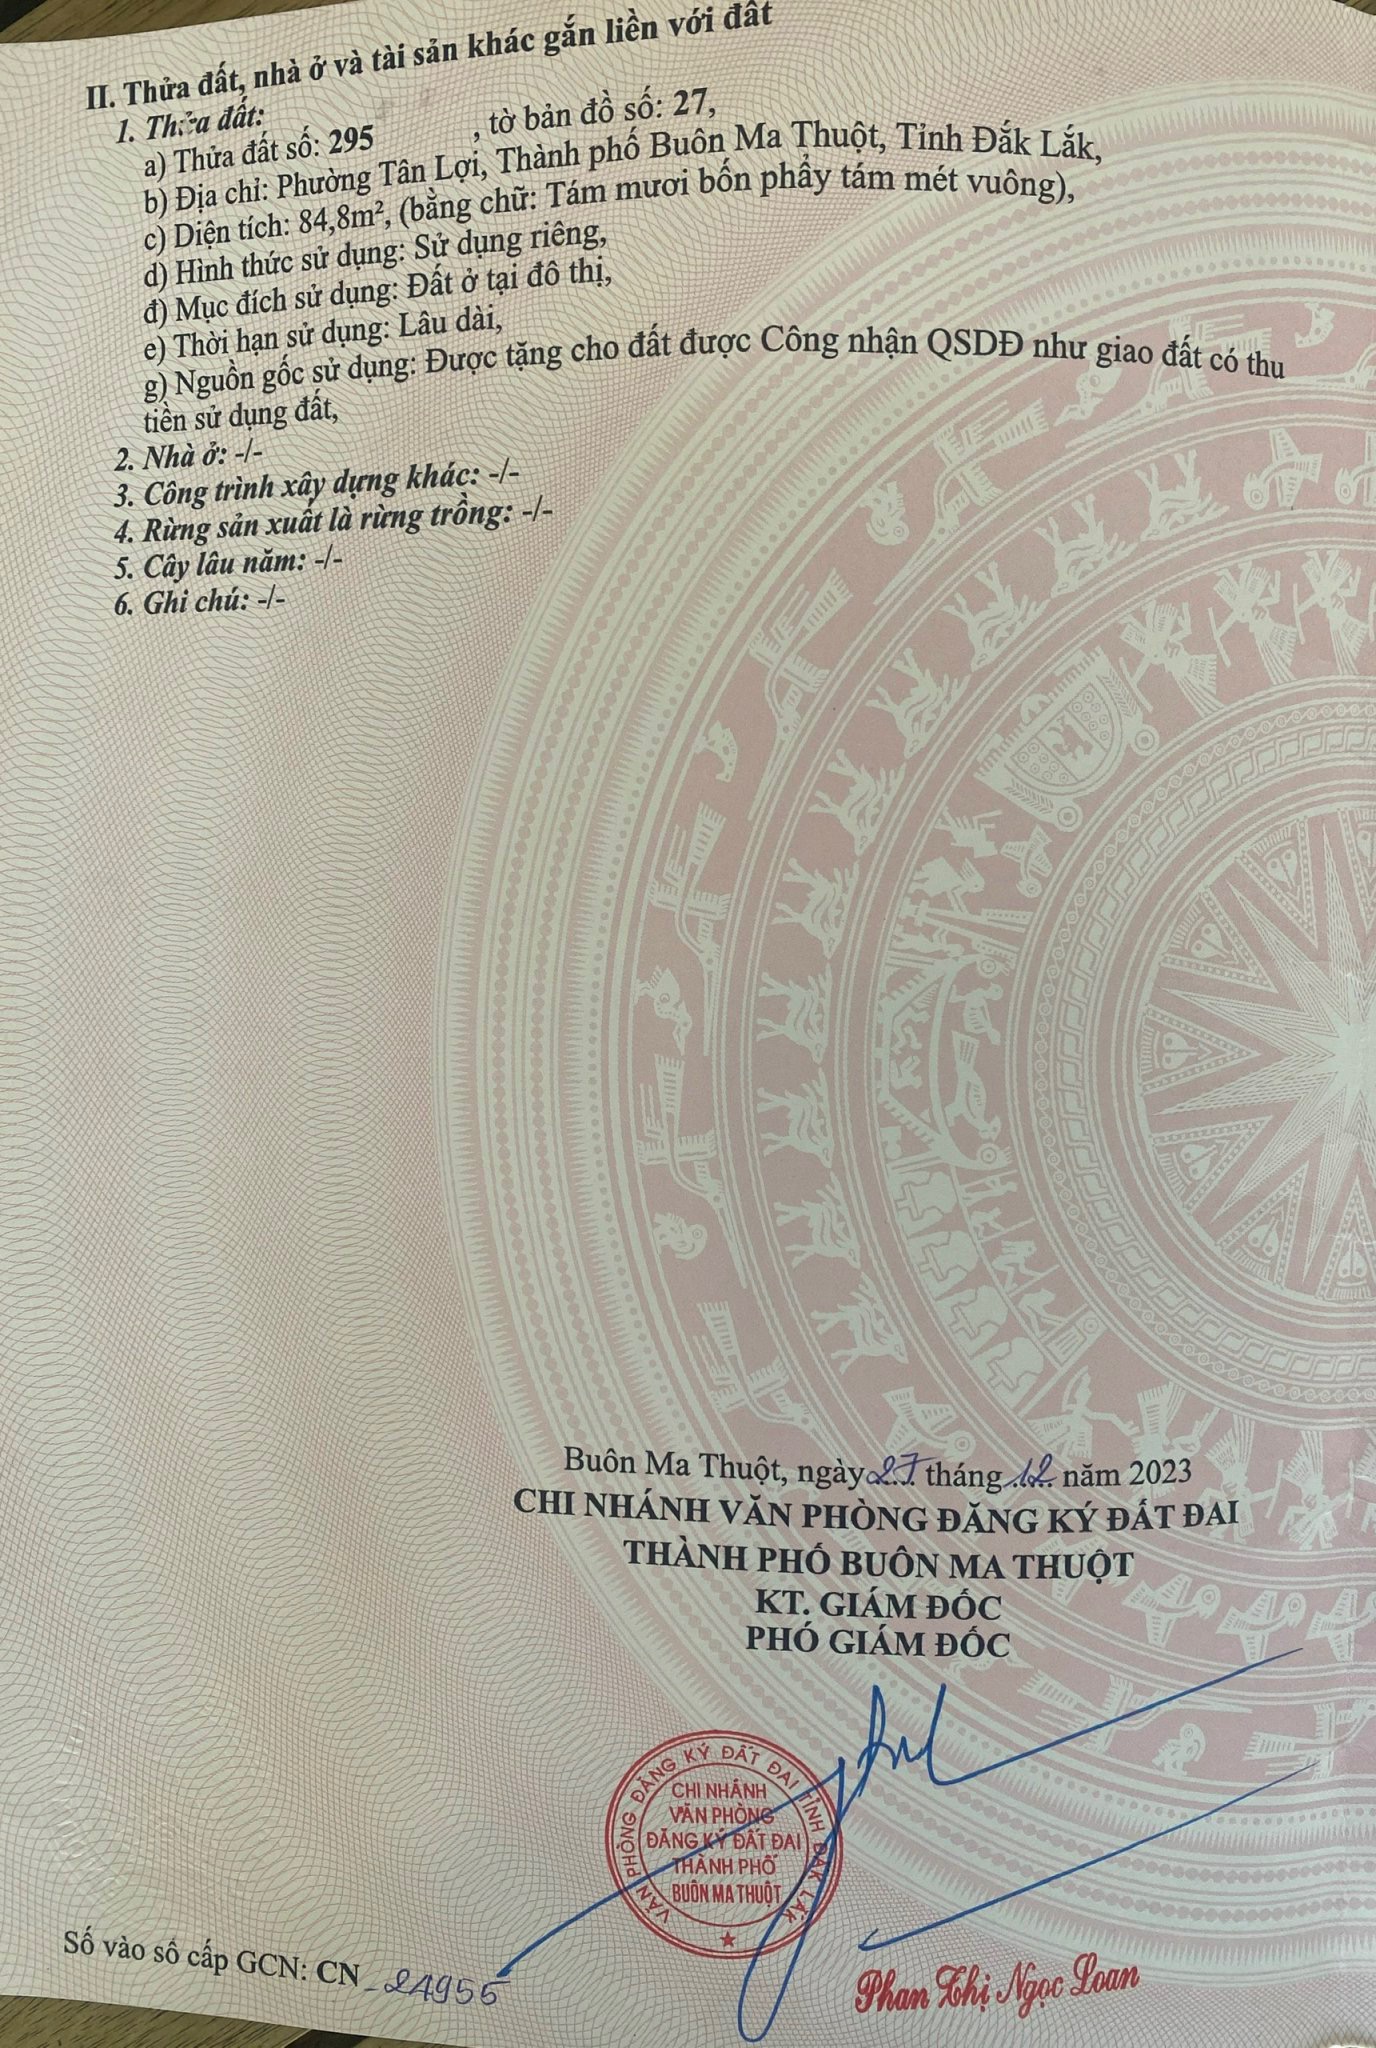 II. Thửa đất, nhà ở và tài sản khác gắn liền với đất
1. Thửa đất:
a) Thửa đất số: 295 , tờ bản đồ số: 27,
b) Địa chỉ: Phường Tân Lợi, Thành phố Buôn Ma Thuột, Tỉnh Đắk Lắk,
c) Diện tích: 84,8m², (bằng chữ: Tám mươi bốn phẩy tám mét vuông),
d) Hình thức sử dụng: Sử dụng riêng,
đ) Mục đích sử dụng: Đất ở tại đô thị,
e) Thời hạn sử dụng: Lâu dài,
g) Nguồn gốc sử dụng: Được tặng cho đất được Công nhận QSDĐ như giao đất có thu
tiền sử dụng đất,
2. Nhà ở: -/-
3. Công trình xây dựng khác: -/-
4. Rừng sản xuất là rừng trồng: -/-
5. Cây lâu năm: -/-
6. Ghi chú: -/-
Buôn Ma Thuột, ngày 27 tháng 12 năm 2023
CHI NHÁNH VĂN PHÒNG ĐĂNG KÝ ĐẤT ĐAI
THÀNH PHỐ BUÔN MA THUỘT
KT. GIÁM ĐỐC
PHÓ GIÁM ĐỐC
VĂN PHÒNG ĐĂNG KÝ ĐẤT ĐAI TỈNH ĐẮK LẮK
CHI NHÁNH
VĂN PHÒNG
ĐĂNG KÝ ĐẤT ĐAI
THÀNH PHỐ
BUÔN MA THUỘT
Phan Thị Ngọc Loan
Số vào sổ cấp GCN: CN 24955